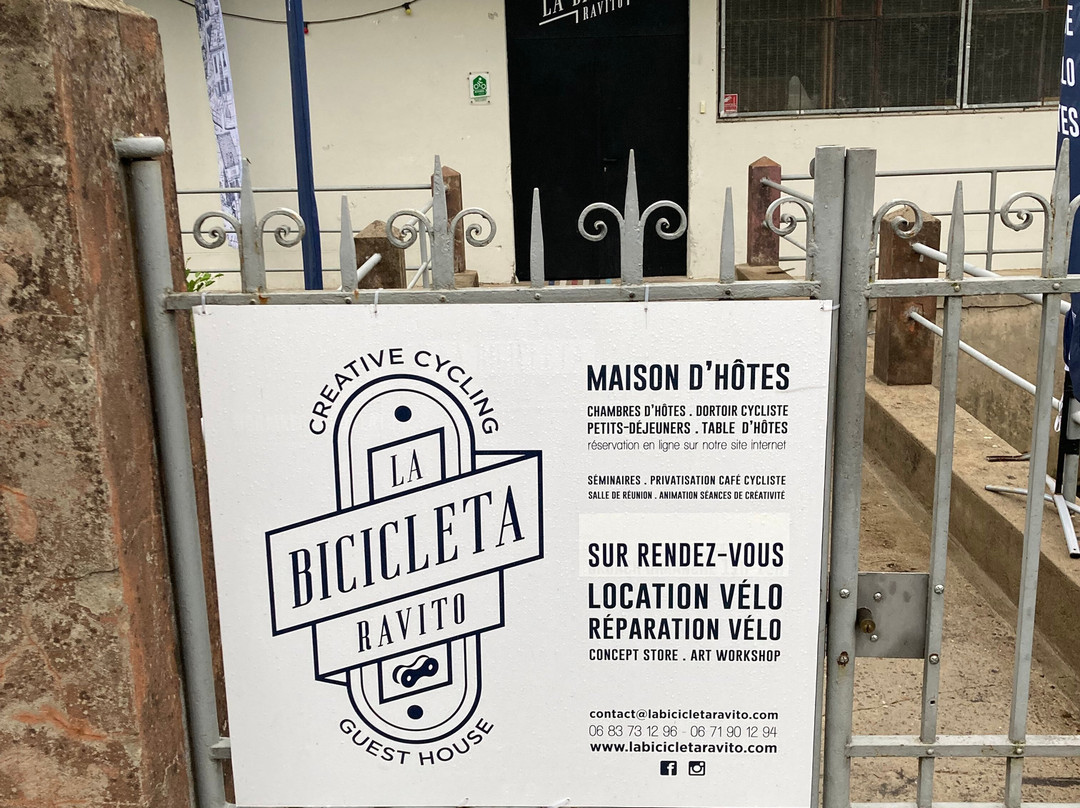 LA
RAVITO
CREATIVE CYCLING
LA
BICICLETA
RAVITO
GUEST HOUSE
MAISON D'HÔTES
CHAMBRES D'HÔTES . DORTOIR CYCLISTE
PETITS-DÉJEUNERS . TABLE D'HÔTES
réservation en ligne sur notre site internet
SÉMINAIRES . PRIVATISATION CAFÉ CYCLISTE
SALLE DE RÉUNION . ANIMATION SÉANCES DE CRÉATIVITÉ
SUR RENDEZ-VOUS
LOCATION VÉLO
RÉPARATION VÉLO
CONCEPT STORE . ART WORKSHOP
contact@labicicletaravito.com
06 83 73 12 96 - 06 71 90 12 94
www.labicicletaravito.com